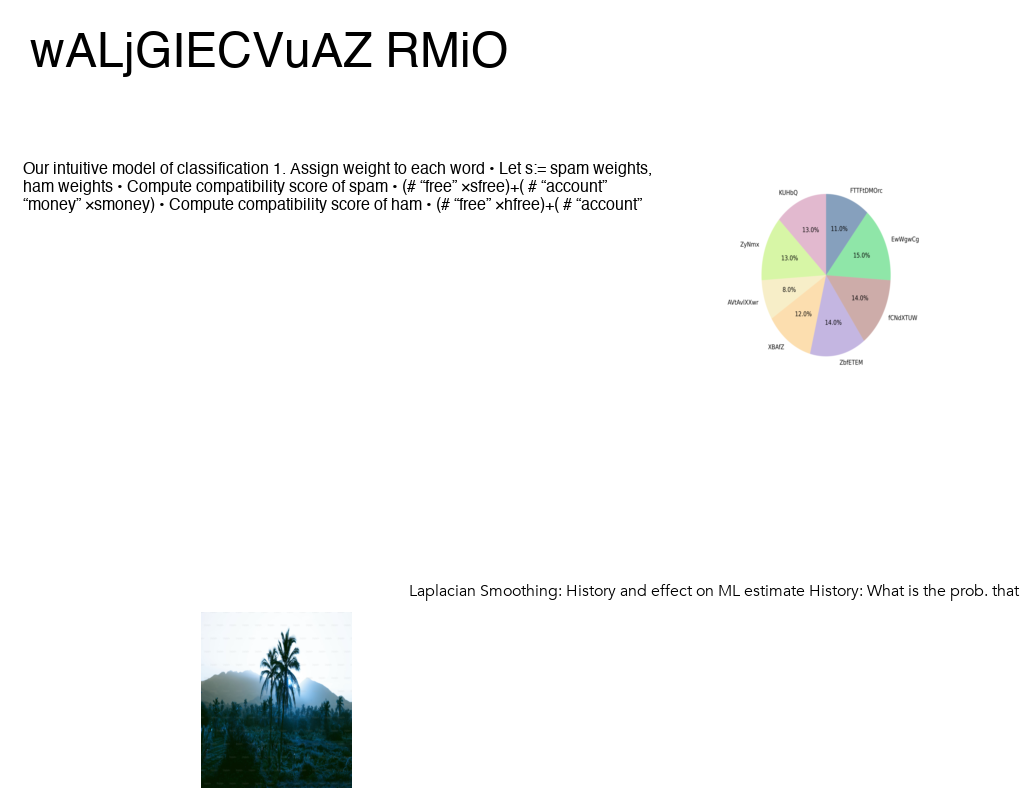 wALjGIECVuAZ RMiO
Our intuitive model of classification 1. Assign weight to each word • Let s:= spam weights,
ham weights • Compute compatibility score of spam • (# “free” ×sfree)+( # “account”
“money” ×smoney) • Compute compatibility score of ham • (# “free” ×hfree)+( # “account”
KUHbQ
FTTFtDMOrc
13.0%
11.0%
EwWgwCg
ZyNmx
15.0%
13.0%
8.0%
14.0%
AVtAvlXXwr
12.0%
14.0%
fCNdXTUW
XBAfZ
ZbfETEM
Laplacian Smoothing: History and effect on ML estimate History: What is the prob. that